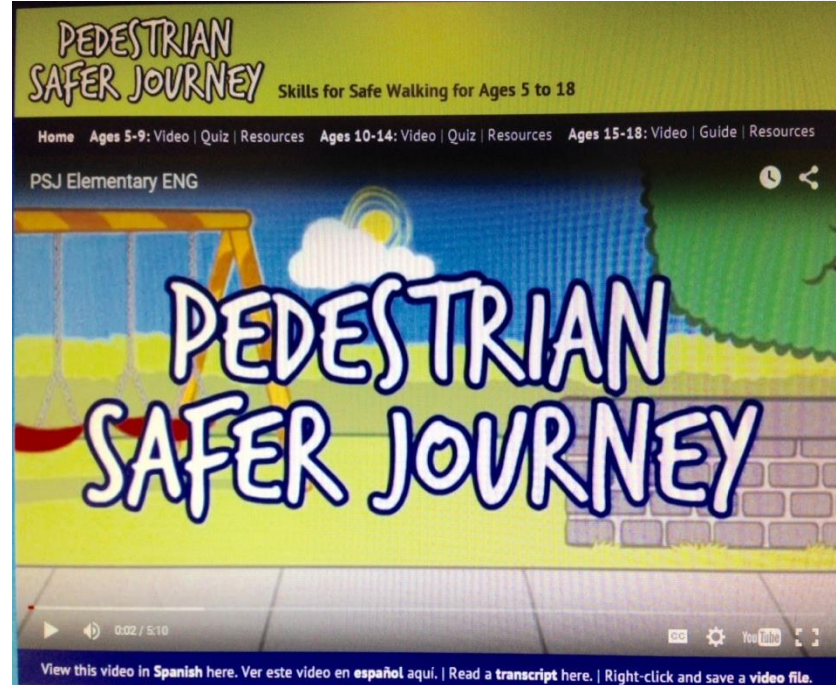 PEDESTRIAN
SAFER JOURNEY Skills for Safe Walking for Ages 5 to 18
Home Ages 5-9: Video | Quiz | Resources Ages 10-14: Video | Quiz | Resources Ages 15-18: Video | Guide | Resources
PSJ Elementary ENG
PEDESTRIAN
SAFER JOURNEY
0:02 / 5:10 CC YouTube
View this video in Spanish here. Ver este video en español aquí. | Read a transcript here. | Right-click and save a video file.